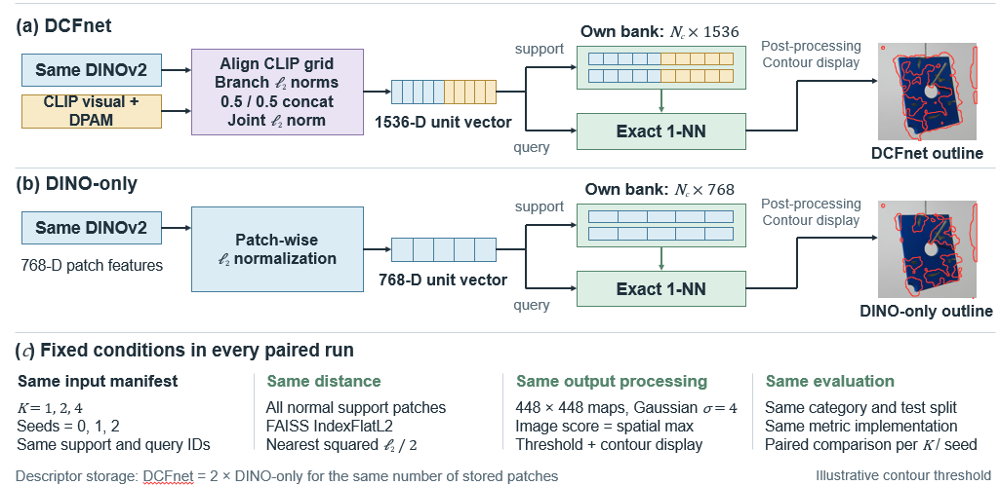 (a) DCFnet
Same DINOv2
CLIP visual +
DPAM
Align CLIP grid
Branch ℓ₂ norms
0.5 / 0.5 concat
Joint ℓ₂ norm
1536-D unit vector
support
query
Own bank: N꜀ × 1536
Exact 1-NN
Post-processing
Contour display
DCFnet outline
(b) DINO-only
Same DINOv2
768-D patch features
Patch-wise
ℓ₂ normalization
768-D unit vector
support
query
Own bank: N꜀ × 768
Exact 1-NN
Post-processing
Contour display
DINO-only outline
(c) Fixed conditions in every paired run
Same input manifest
K = 1, 2, 4
Seeds = 0, 1, 2
Same support and query IDs
Same distance
All normal support patches
FAISS IndexFlatL2
Nearest squared ℓ₂ / 2
Same output processing
448 × 448 maps, Gaussian σ = 4
Image score = spatial max
Threshold + contour display
Same evaluation
Same category and test split
Same metric implementation
Paired comparison per K/ seed
Descriptor storage: DCFnet = 2 × DINO-only for the same number of stored patches
Illustrative contour threshold